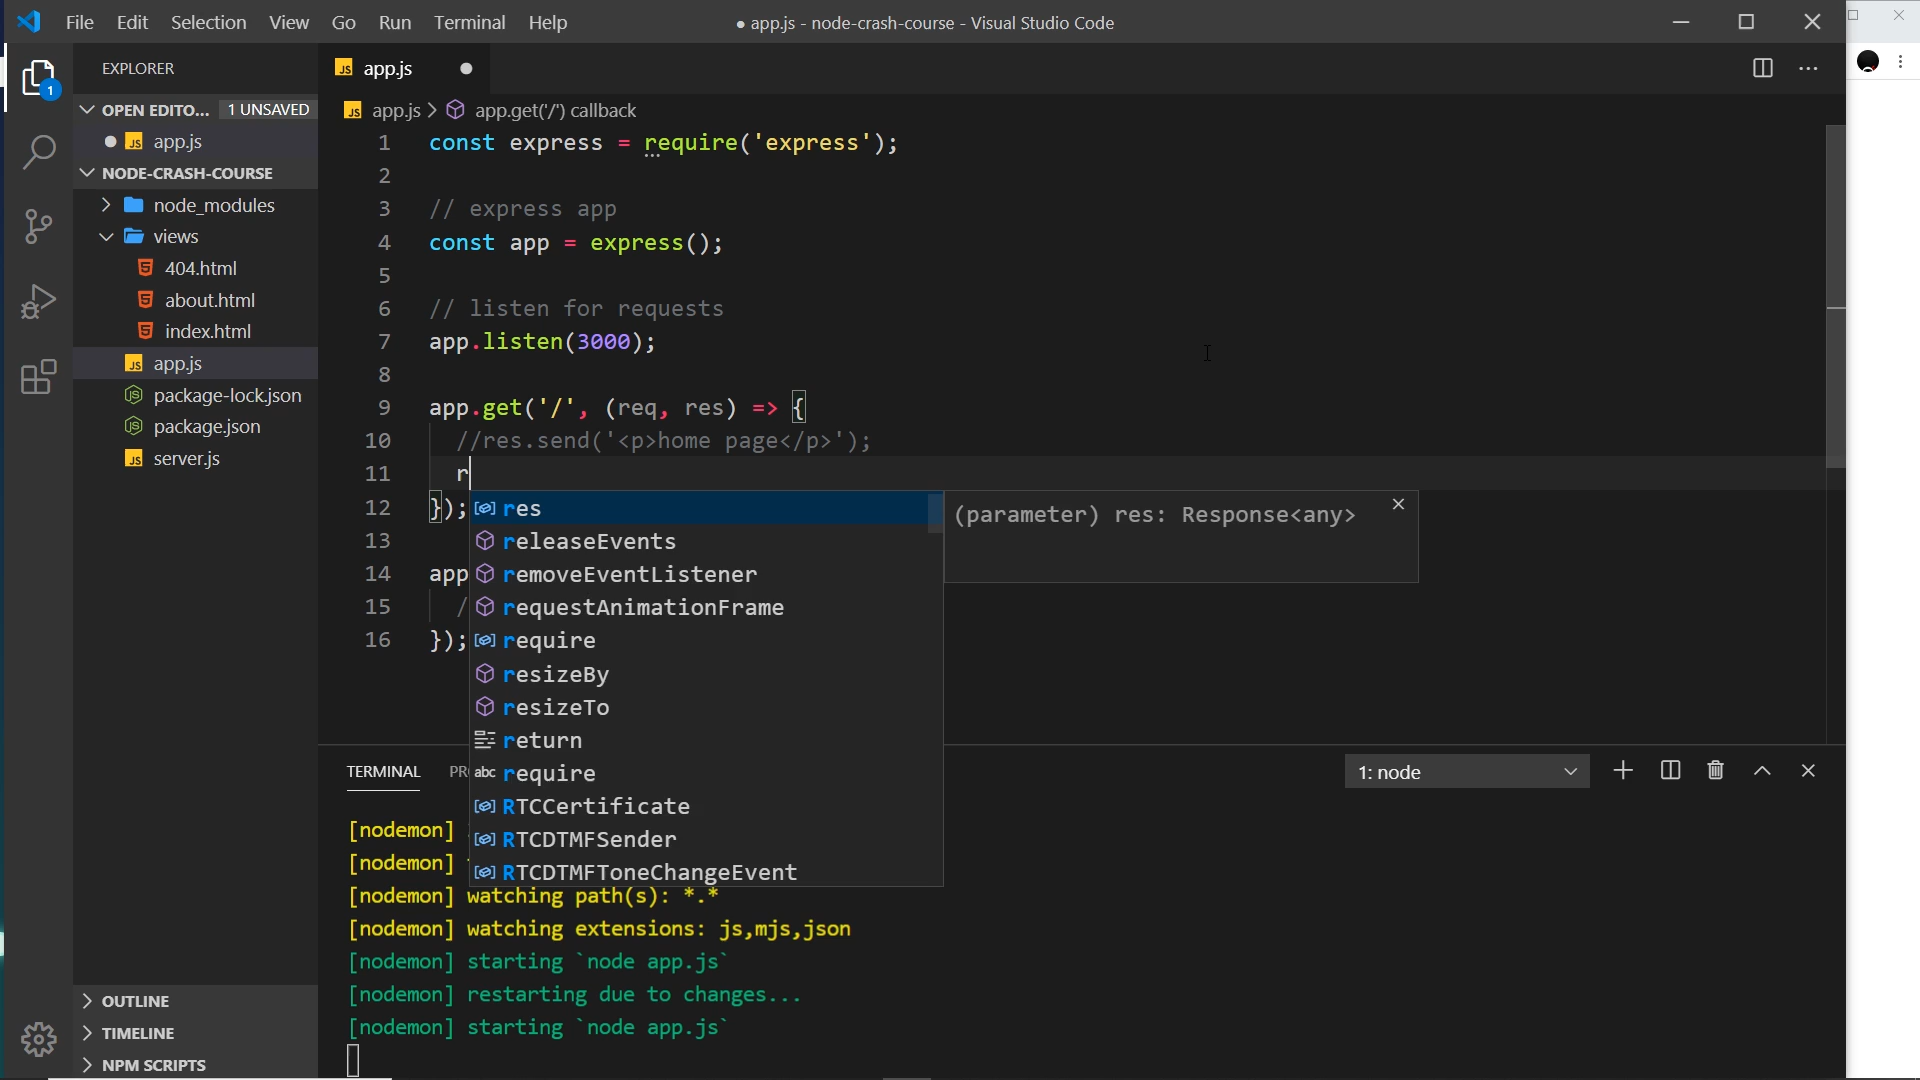 File Edit Selection View Go Run Terminal Help
● app.js - node-crash-course - Visual Studio Code
EXPLORER
OPEN EDITO... 1 UNSAVED
app.js
NODE-CRASH-COURSE
node_modules
views
404.html
about.html
index.html
app.js
package-lock.json
package.json
server.js
OUTLINE
TIMELINE
NPM SCRIPTS
1
JS app.js
JS app.js > app.get('/') callback
1 const express = require('express');
2
3 // express app
4 const app = express();
5
6 // listen for requests
7 app.listen(3000);
8
9 app.get('/', (req, res) => {
10 //res.send('<p>home page</p>');
11 r
12 });
13
14 app
15 /
16 });
res
releaseEvents
removeEventListener
requestAnimationFrame
require
resizeBy
resizeTo
return
abc require
RTCCertificate
RTCDTMFSender
RTCDTMFToneChangeEvent
(parameter) res: Response<any>
TERMINAL PR
1: node
[nodemon]
[nodemon]
[nodemon] watching path(s): *.*
[nodemon] watching extensions: js,mjs,json
[nodemon] starting `node app.js`
[nodemon] restarting due to changes...
[nodemon] starting `node app.js`